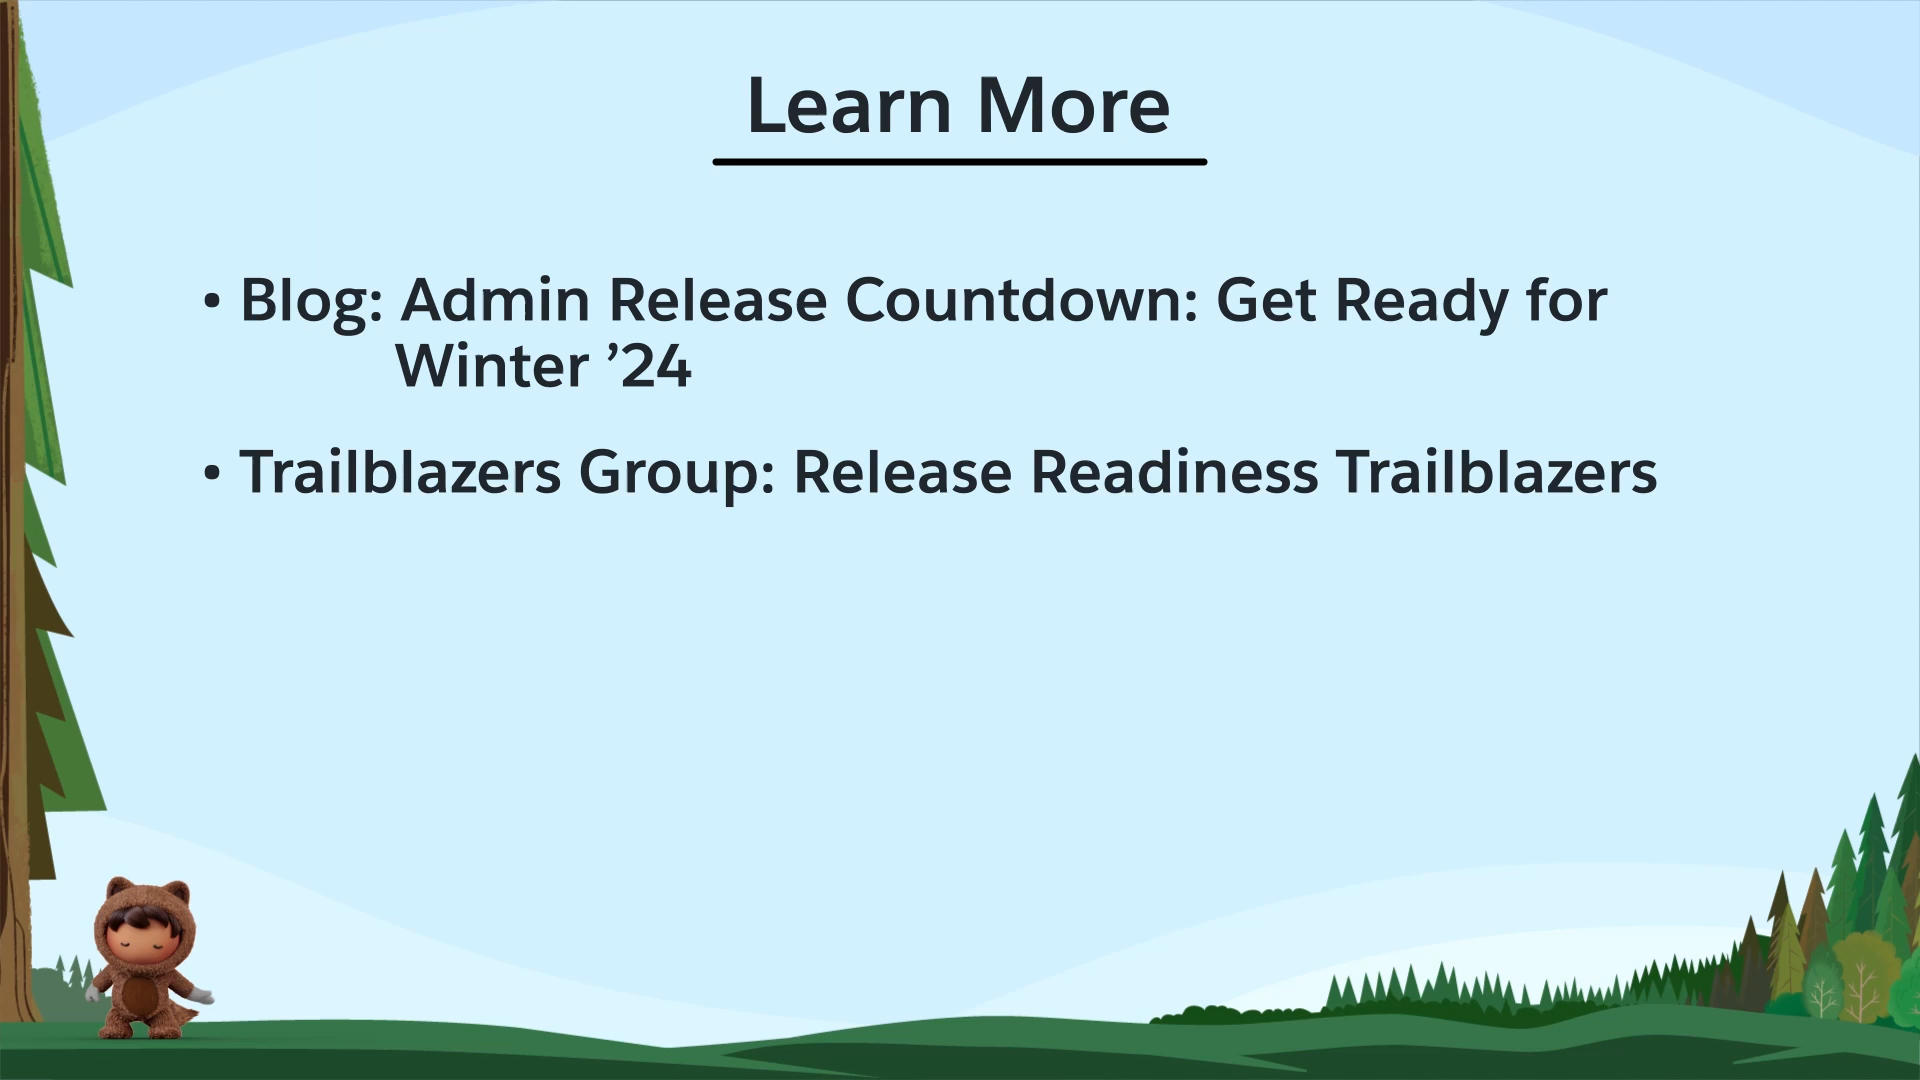 Learn More
• Blog: Admin Release Countdown: Get Ready for
Winter ’24
• Trailblazers Group: Release Readiness Trailblazers